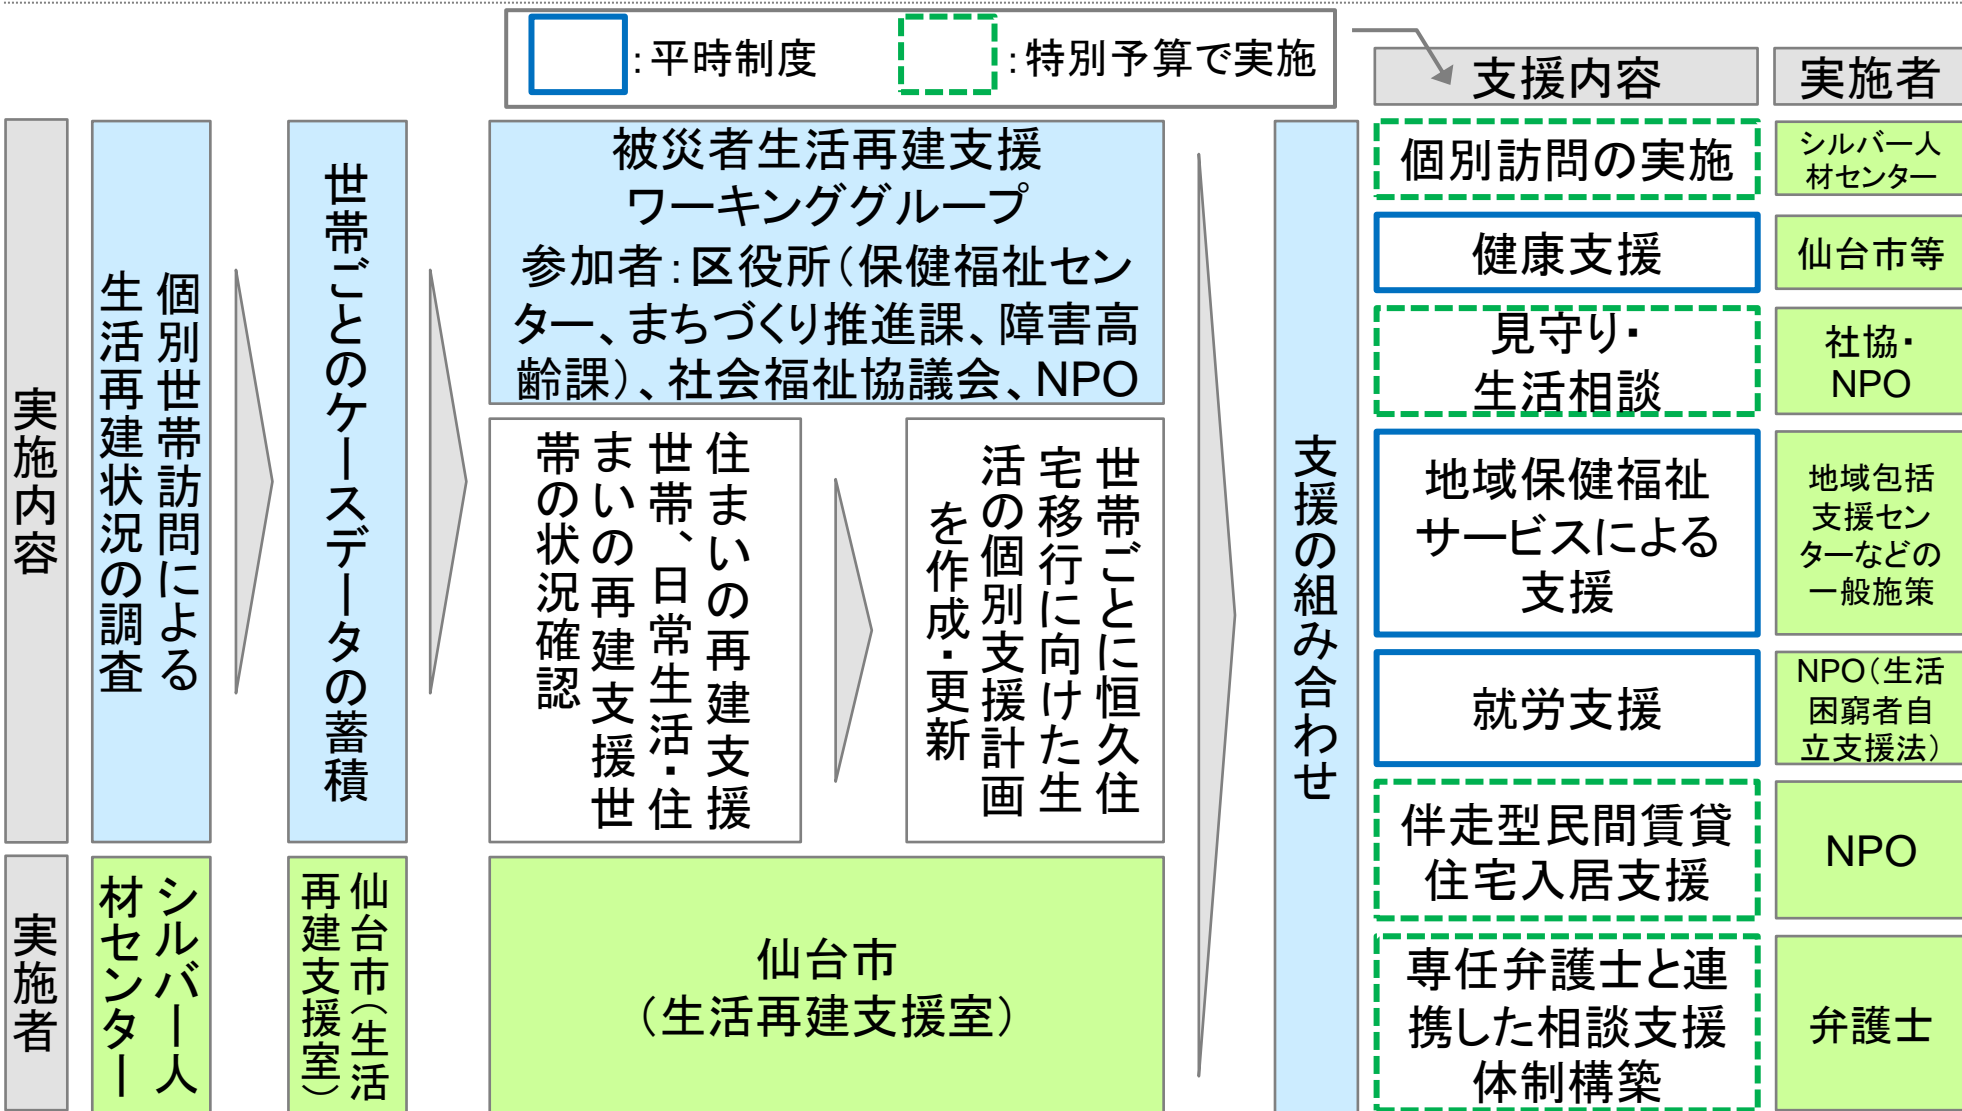 :平時制度
:特別予算で実施
支援内容
実施者
実施内容
個別世帯訪問による
生活再建状況の調査
世帯ごとのケースデータの蓄積
被災者生活再建支援
ワーキンググループ
参加者:区役所(保健福祉セン
ター、まちづくり推進課、障害高
齢課)、社会福祉協議会、NPO
住まいの再建支援
世帯、日常生活・住
まいの再建支援世
帯の状況確認
世帯ごとに恒久住
宅移行に向けた生
活の個別支援計画
を作成・更新
支援の組み合わせ
個別訪問の実施
シルバー人
材センター
健康支援
仙台市等
見守り・
生活相談
社協・
NPO
地域保健福祉
サービスによる
支援
地域包括
支援セン
ターなどの
一般施策
就労支援
NPO(生活
困窮者自
立支援法)
伴走型民間賃貸
住宅入居支援
NPO
専任弁護士と連
携した相談支援
体制構築
弁護士
実施者
シルバー人
材センター
仙台市(生活
再建支援室)
仙台市
(生活再建支援室)